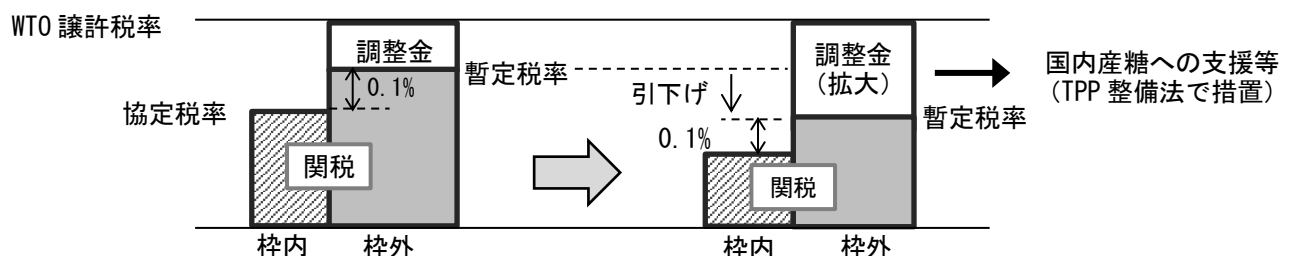 WTO 譲許税率
調整金
0.1%
暫定税率
協定税率
関税
枠内
枠外
引下げ
0.1%
調整金
(拡大)
暫定税率
関税
枠内
枠外
国内産糖への支援等
(TPP 整備法で措置)